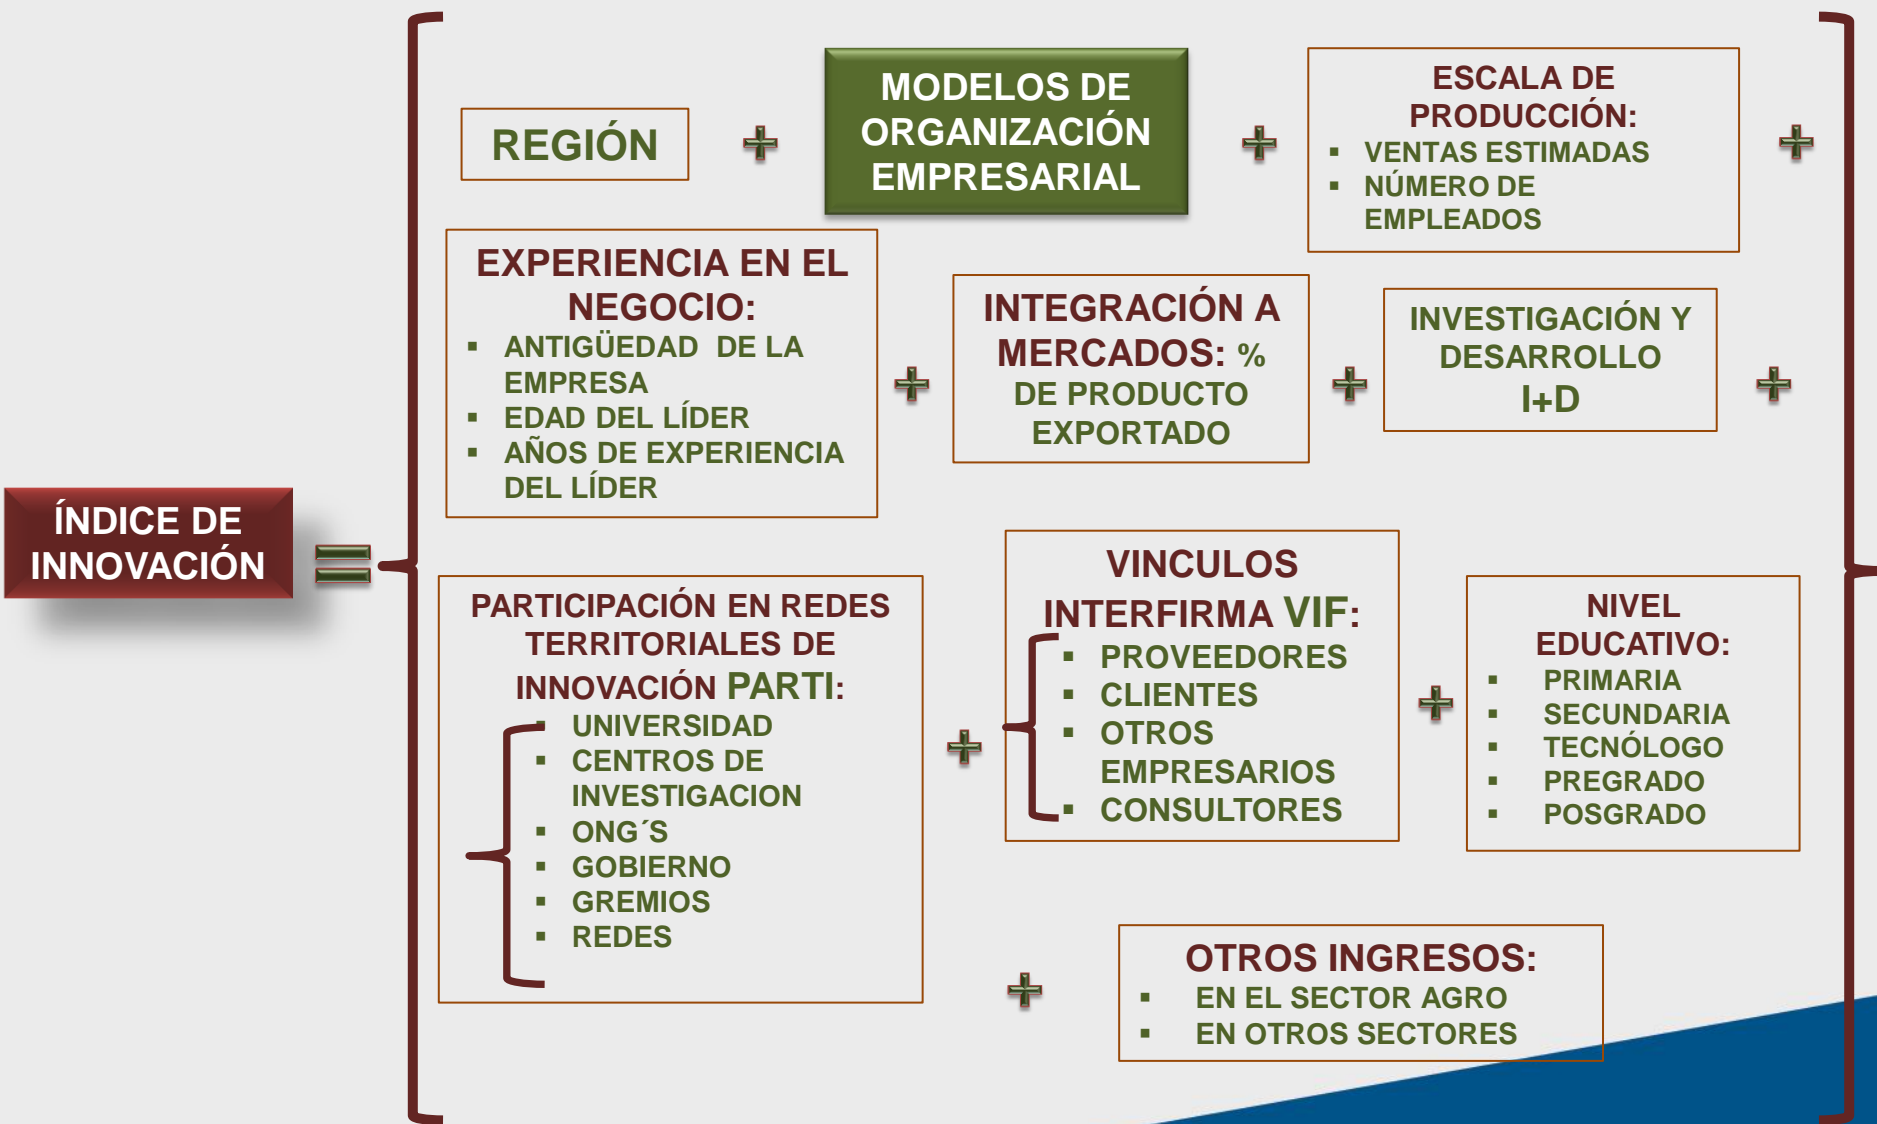 ÍNDICE DE
INNOVACIÓN
=
REGIÓN
+
MODELOS DE
ORGANIZACIÓN
EMPRESARIAL
+
ESCALA DE
PRODUCCIÓN:
▪ VENTAS ESTIMADAS
▪ NÚMERO DE
EMPLEADOS
+
EXPERIENCIA EN EL
NEGOCIO:
▪ ANTIGÜEDAD DE LA
EMPRESA
▪ EDAD DEL LÍDER
▪ AÑOS DE EXPERIENCIA
DEL LÍDER
+
INTEGRACIÓN A
MERCADOS: %
DE PRODUCTO
EXPORTADO
+
INVESTIGACIÓN Y
DESARROLLO
I+D
+
PARTICIPACIÓN EN REDES
TERRITORIALES DE
INNOVACIÓN PARTI:
▪ UNIVERSIDAD
▪ CENTROS DE
INVESTIGACION
▪ ONG´S
▪ GOBIERNO
▪ GREMIOS
▪ REDES
+
VINCULOS
INTERFIRMA VIF:
▪ PROVEEDORES
▪ CLIENTES
▪ OTROS
EMPRESARIOS
▪ CONSULTORES
+
NIVEL
EDUCATIVO:
▪ PRIMARIA
▪ SECUNDARIA
▪ TECNÓLOGO
▪ PREGRADO
▪ POSGRADO
+
OTROS INGRESOS:
▪ EN EL SECTOR AGRO
▪ EN OTROS SECTORES